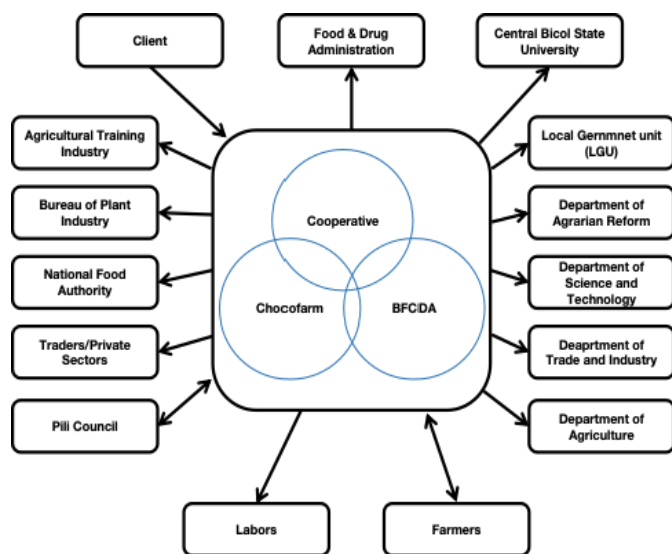 Client
Food & Drug
Administration
Central Bicol State
University
Agricultural Training
Industry
Local Gernmnet unit
(LGU)
Bureau of Plant
Industry
Cooperative
Department of
Agrarian Reform
National Food
Authority
Chocofarm
BFCIDA
Department of
Science and
Technology
Traders/Private
Sectors
Deaprtment of
Trade and Industry
Pili Council
Department of
Agriculture
Labors
Farmers